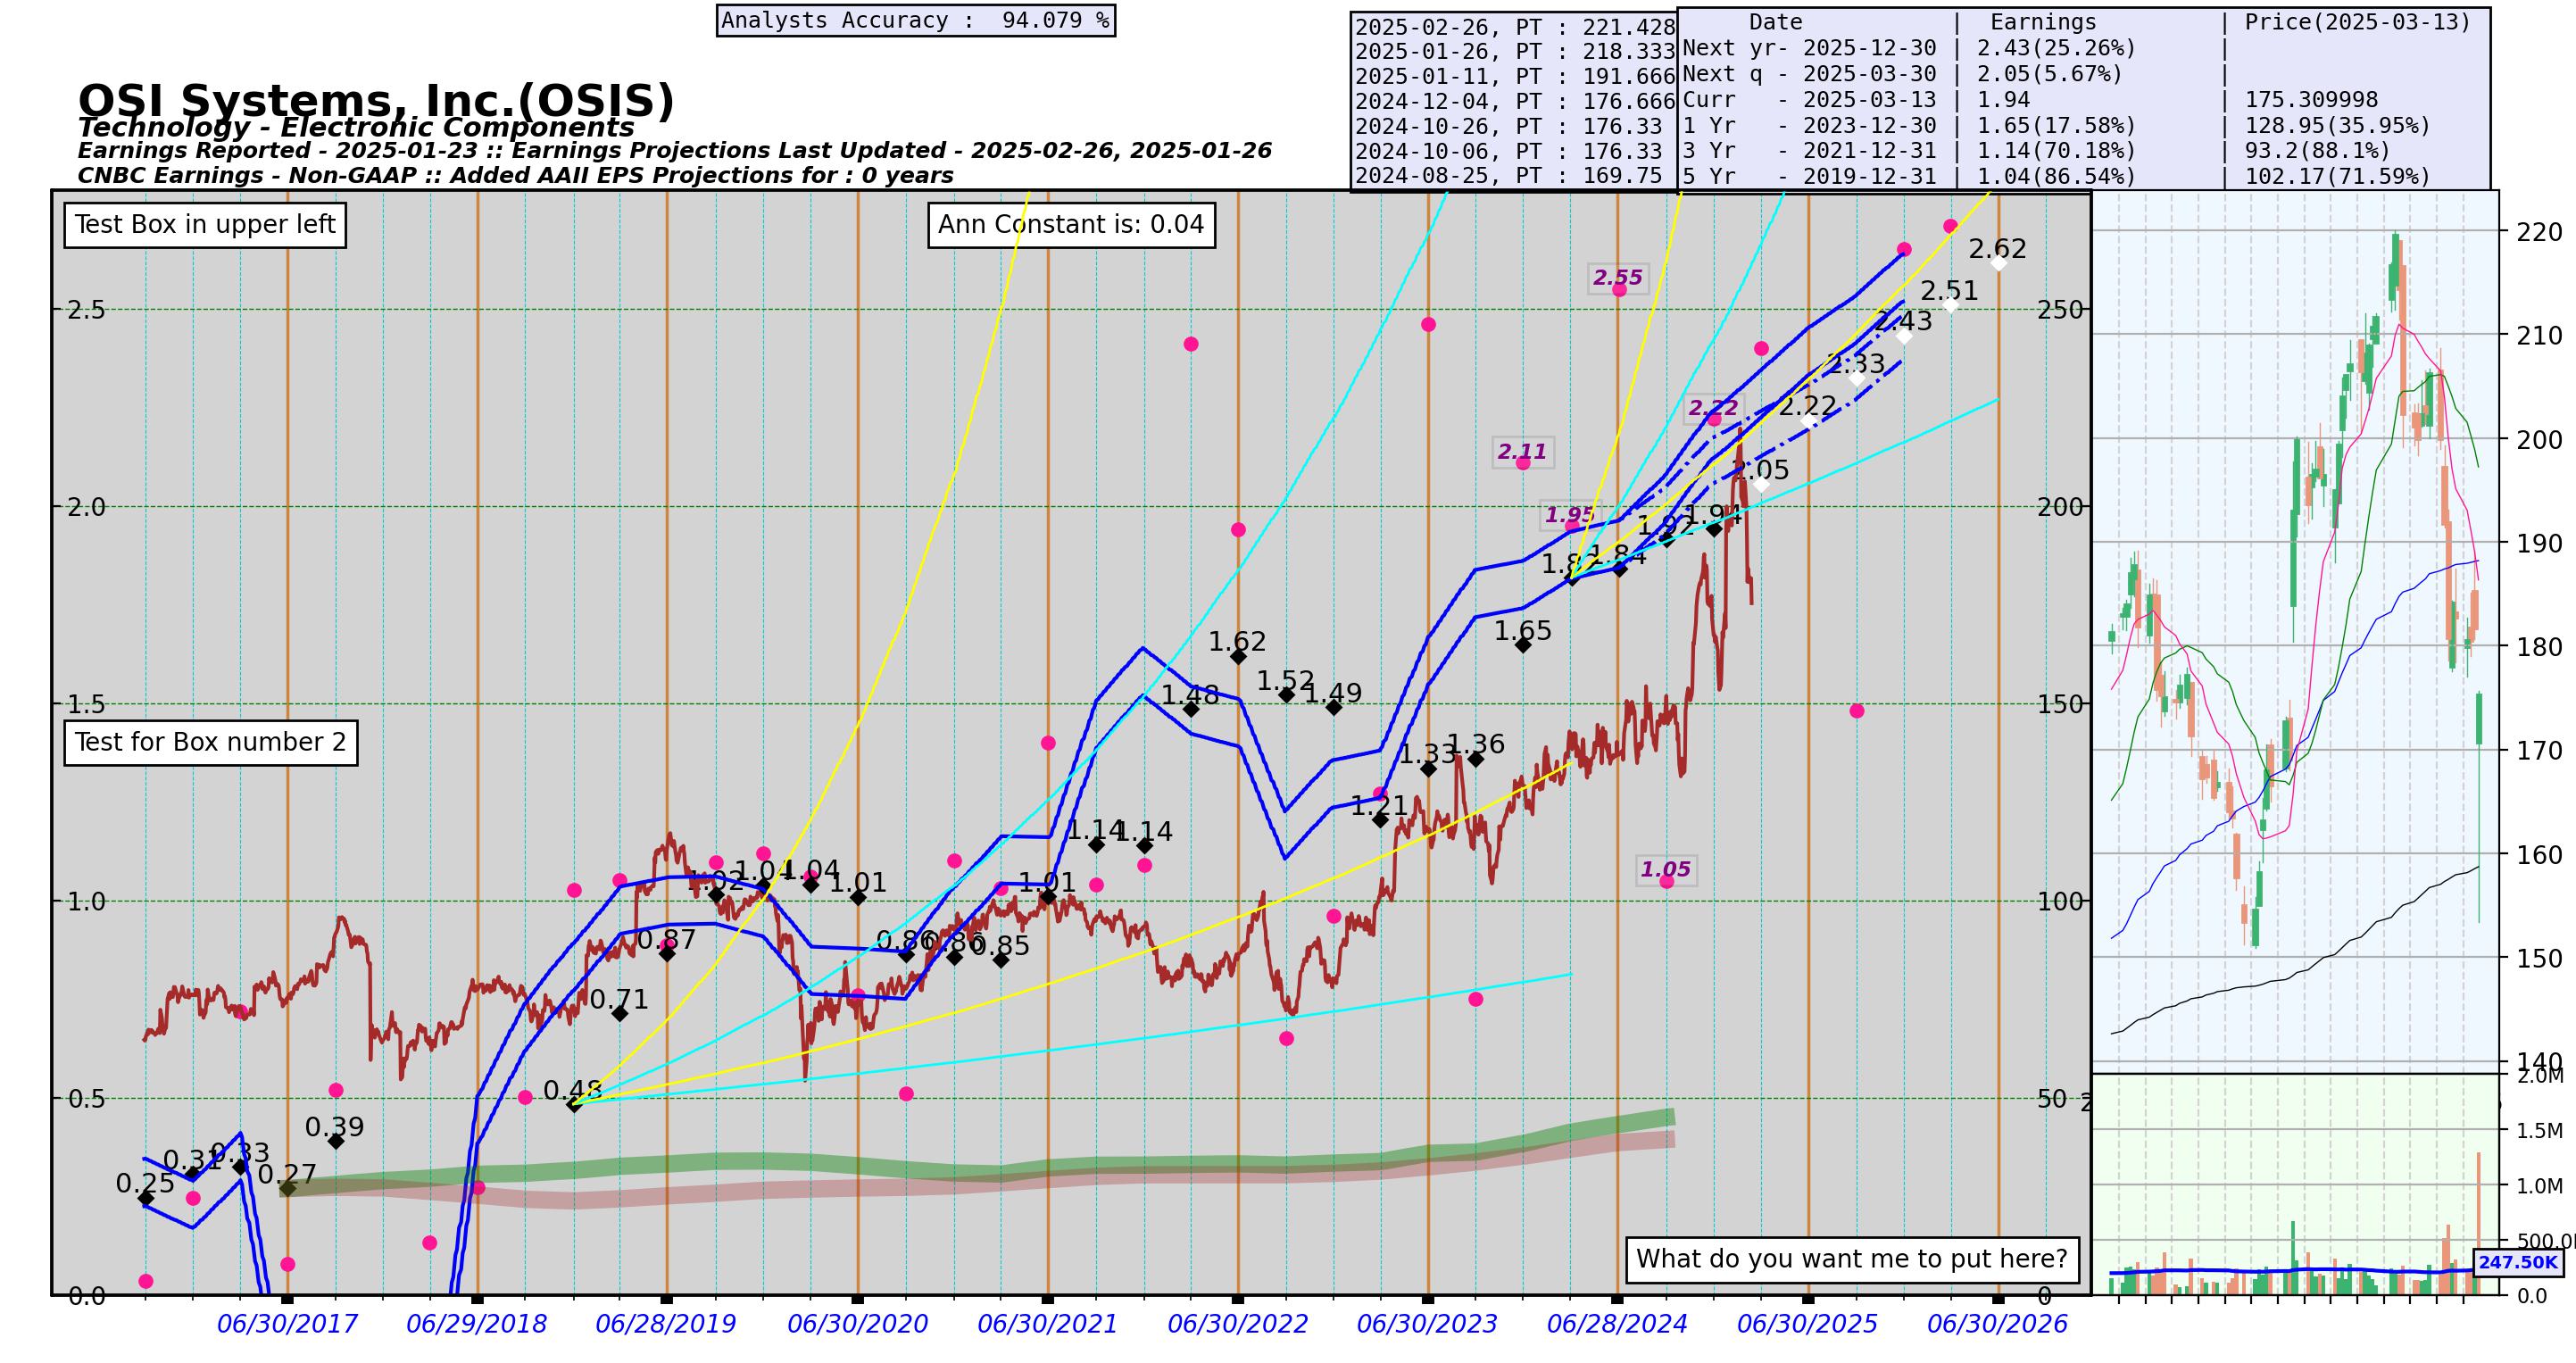 Analysts Accuracy :  94.079 %
2025-02-26, PT : 221.428
2025-01-26, PT : 218.333
2025-01-11, PT : 191.666
2024-12-04, PT : 176.666
2024-10-26, PT : 176.33
2024-10-06, PT : 176.33
2024-08-25, PT : 169.75
Date | Earnings | Price(2025-03-13)
Next yr- 2025-12-30 | 2.43(25.26%) |
Next q - 2025-03-30 | 2.05(5.67%) |
Curr - 2025-03-13 | 1.94 | 175.309998
1 Yr - 2023-12-30 | 1.65(17.58%) | 128.95(35.95%)
3 Yr - 2021-12-31 | 1.14(70.18%) | 93.2(88.1%)
5 Yr - 2019-12-31 | 1.04(86.54%) | 102.17(71.59%)
OSI Systems, Inc.(OSIS)
Technology - Electronic Components
Earnings Reported - 2025-01-23 :: Earnings Projections Last Updated - 2025-02-26, 2025-01-26
CNBC Earnings - Non-GAAP :: Added AAII EPS Projections for : 0 years
Test Box in upper left
Ann Constant is: 0.04
Test for Box number 2
What do you want me to put here?
2.5
2.0
1.5
1.0
0.5
0.0
250
200
150
100
50
0
0.25
0.31
0.33
0.27
0.39
0.48
0.71
0.87
1.02
1.04
1.04
1.01
0.86
0.86
0.85
1.01
1.14
1.14
1.48
1.62
1.52
1.49
1.21
1.33
1.36
1.65
1.84
1.92
1.94
2.05
2.22
2.33
2.43
2.51
2.62
2.11
1.95
2.55
1.05
2.22
220
210
200
190
180
170
160
150
140
2.0M
1.5M
1.0M
500.0
247.50K
0.0
06/30/2017
06/29/2018
06/28/2019
06/30/2020
06/30/2021
06/30/2022
06/30/2023
06/28/2024
06/30/2025
06/30/2026